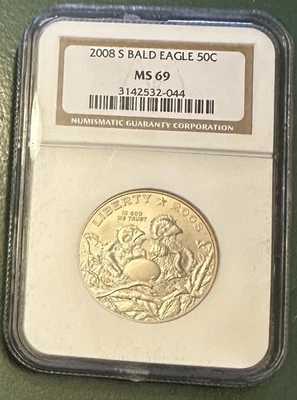 2008 S BALD EAGLE 50C
MS 69
3142532-044
NUMISMATIC GUARANTY CORPORATION
LIBERTY ★ 2008
IN GOD
WE TRUST